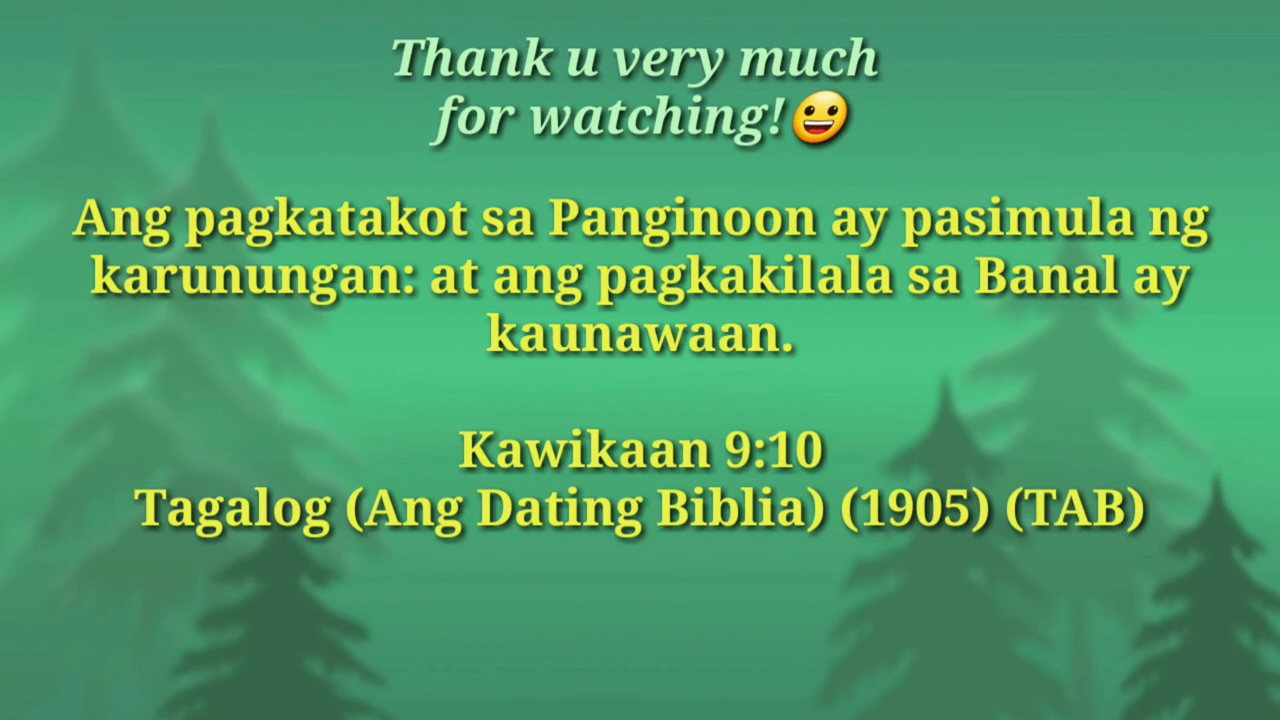 Thank u very much
for watching!😀
Ang pagkatakot sa Panginoon ay pasimula ng
karunungan: at ang pagkakilala sa Banal ay
kaunawaan.
Kawikaan 9:10
Tagalog (Ang Dating Biblia) (1905) (TAB)